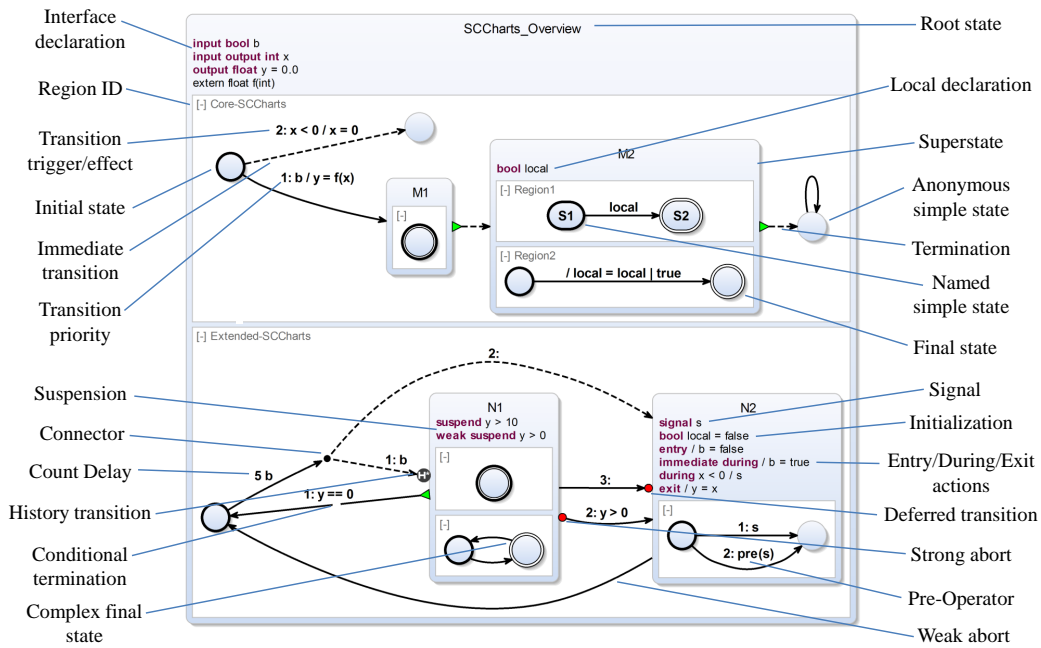 Interface
declaration
SCCharts_Overview
Root state
input bool b
input output int x
output float y = 0.0
extern float f(int)
Region ID
[-] Core-SCCharts
Local declaration
Transition
trigger/effect
2: x < 0 / x = 0
Superstate
M2
bool local
1: b / y = f(x)
M1
[-]
[-] Region1
local
S1
S2
Initial state
Anonymous
simple state
Immediate
transition
Termination
[-] Region2
/ local = local | true
Named
simple state
Transition
priority
[-] Extended-SCCharts
Final state
2:
Suspension
N1
suspend y > 10
weak suspend y > 0
[-]
N2
signal s
bool local = false
entry / b = false
immediate during / b = true
during x < 0 / s
exit / y = x
Signal
Initialization
Connector
1: b
H*
Count Delay
5 b
Entry/During/Exit
actions
3:
1: y == 0
History transition
2: y > 0
Deferred transition
[-]
[-]
1: s
2: pre(s)
Conditional
termination
Strong abort
Complex final
state
Pre-Operator
Weak abort